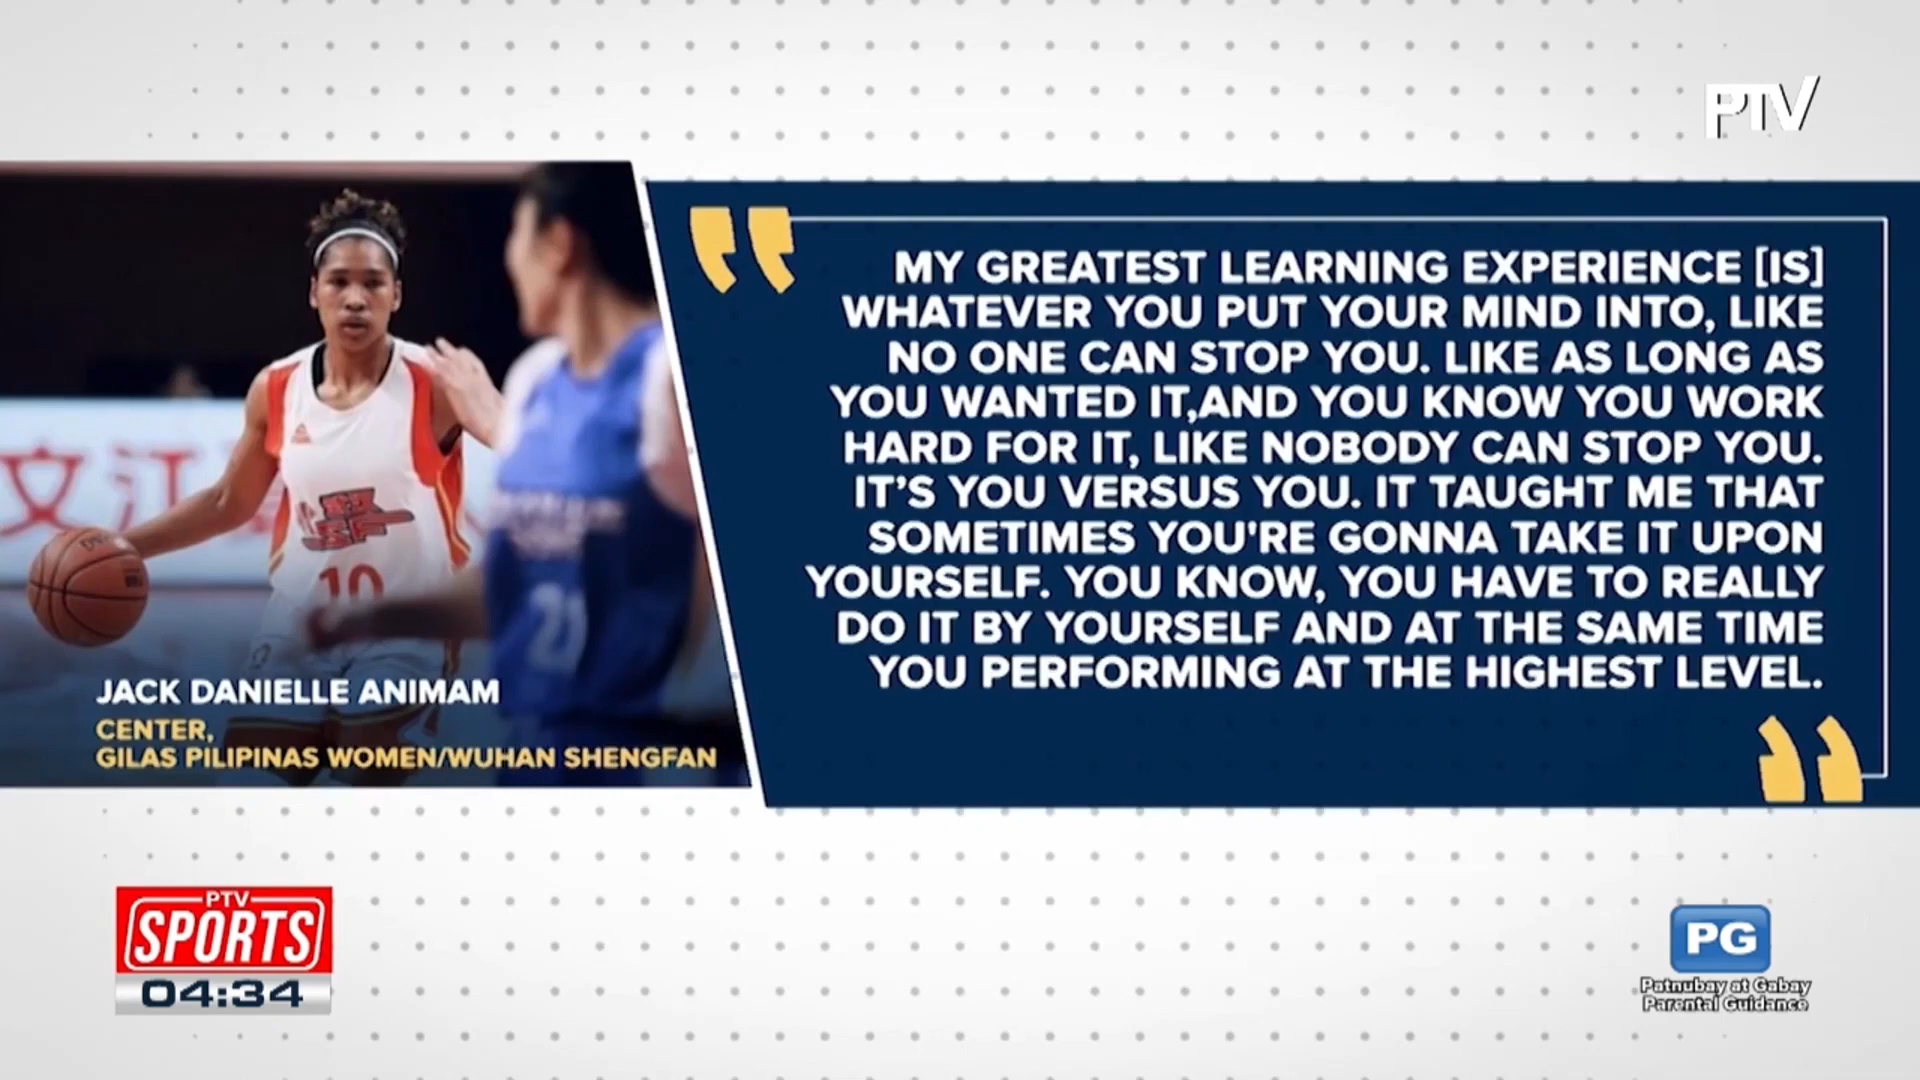 PTV
MY GREATEST LEARNING EXPERIENCE [IS]
WHATEVER YOU PUT YOUR MIND INTO, LIKE
NO ONE CAN STOP YOU. LIKE AS LONG AS
YOU WANTED IT,AND YOU KNOW YOU WORK
HARD FOR IT, LIKE NOBODY CAN STOP YOU.
IT’S YOU VERSUS YOU. IT TAUGHT ME THAT
SOMETIMES YOU'RE GONNA TAKE IT UPON
YOURSELF. YOU KNOW, YOU HAVE TO REALLY
DO IT BY YOURSELF AND AT THE SAME TIME
YOU PERFORMING AT THE HIGHEST LEVEL.
文江
10
21
JACK DANIELLE ANIMAM
CENTER,
GILAS PILIPINAS WOMEN/WUHAN SHENGFAN
PTV
SPORTS
04:34
PG
Patnubay at Gabay
Parental Guidance